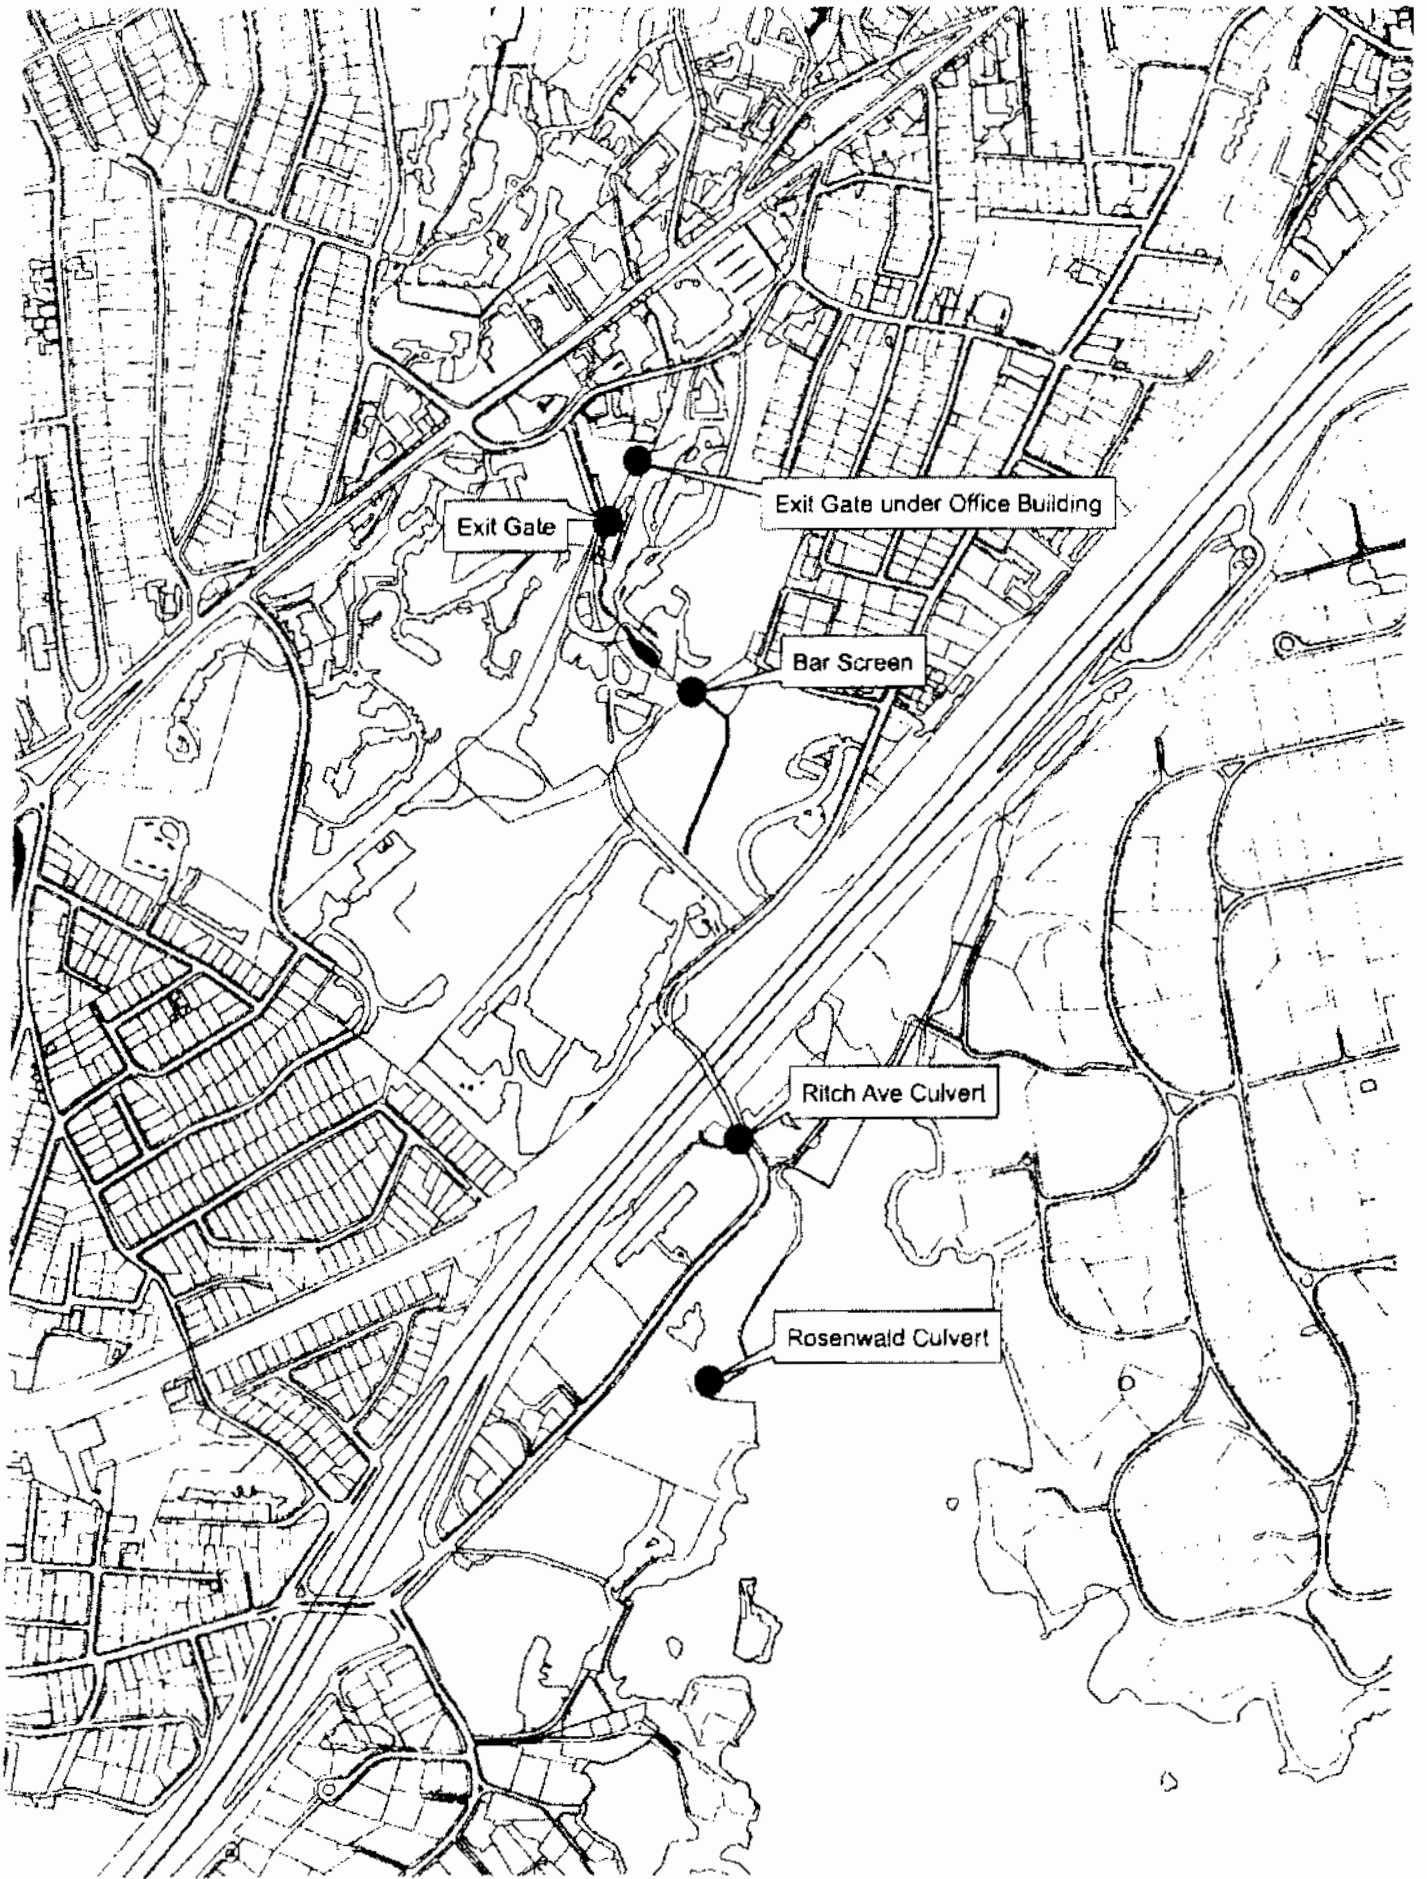 Exit Gate under Office Building
Exit Gate
Bar Screen
Ritch Ave Culvert
Rosenwald Culvert